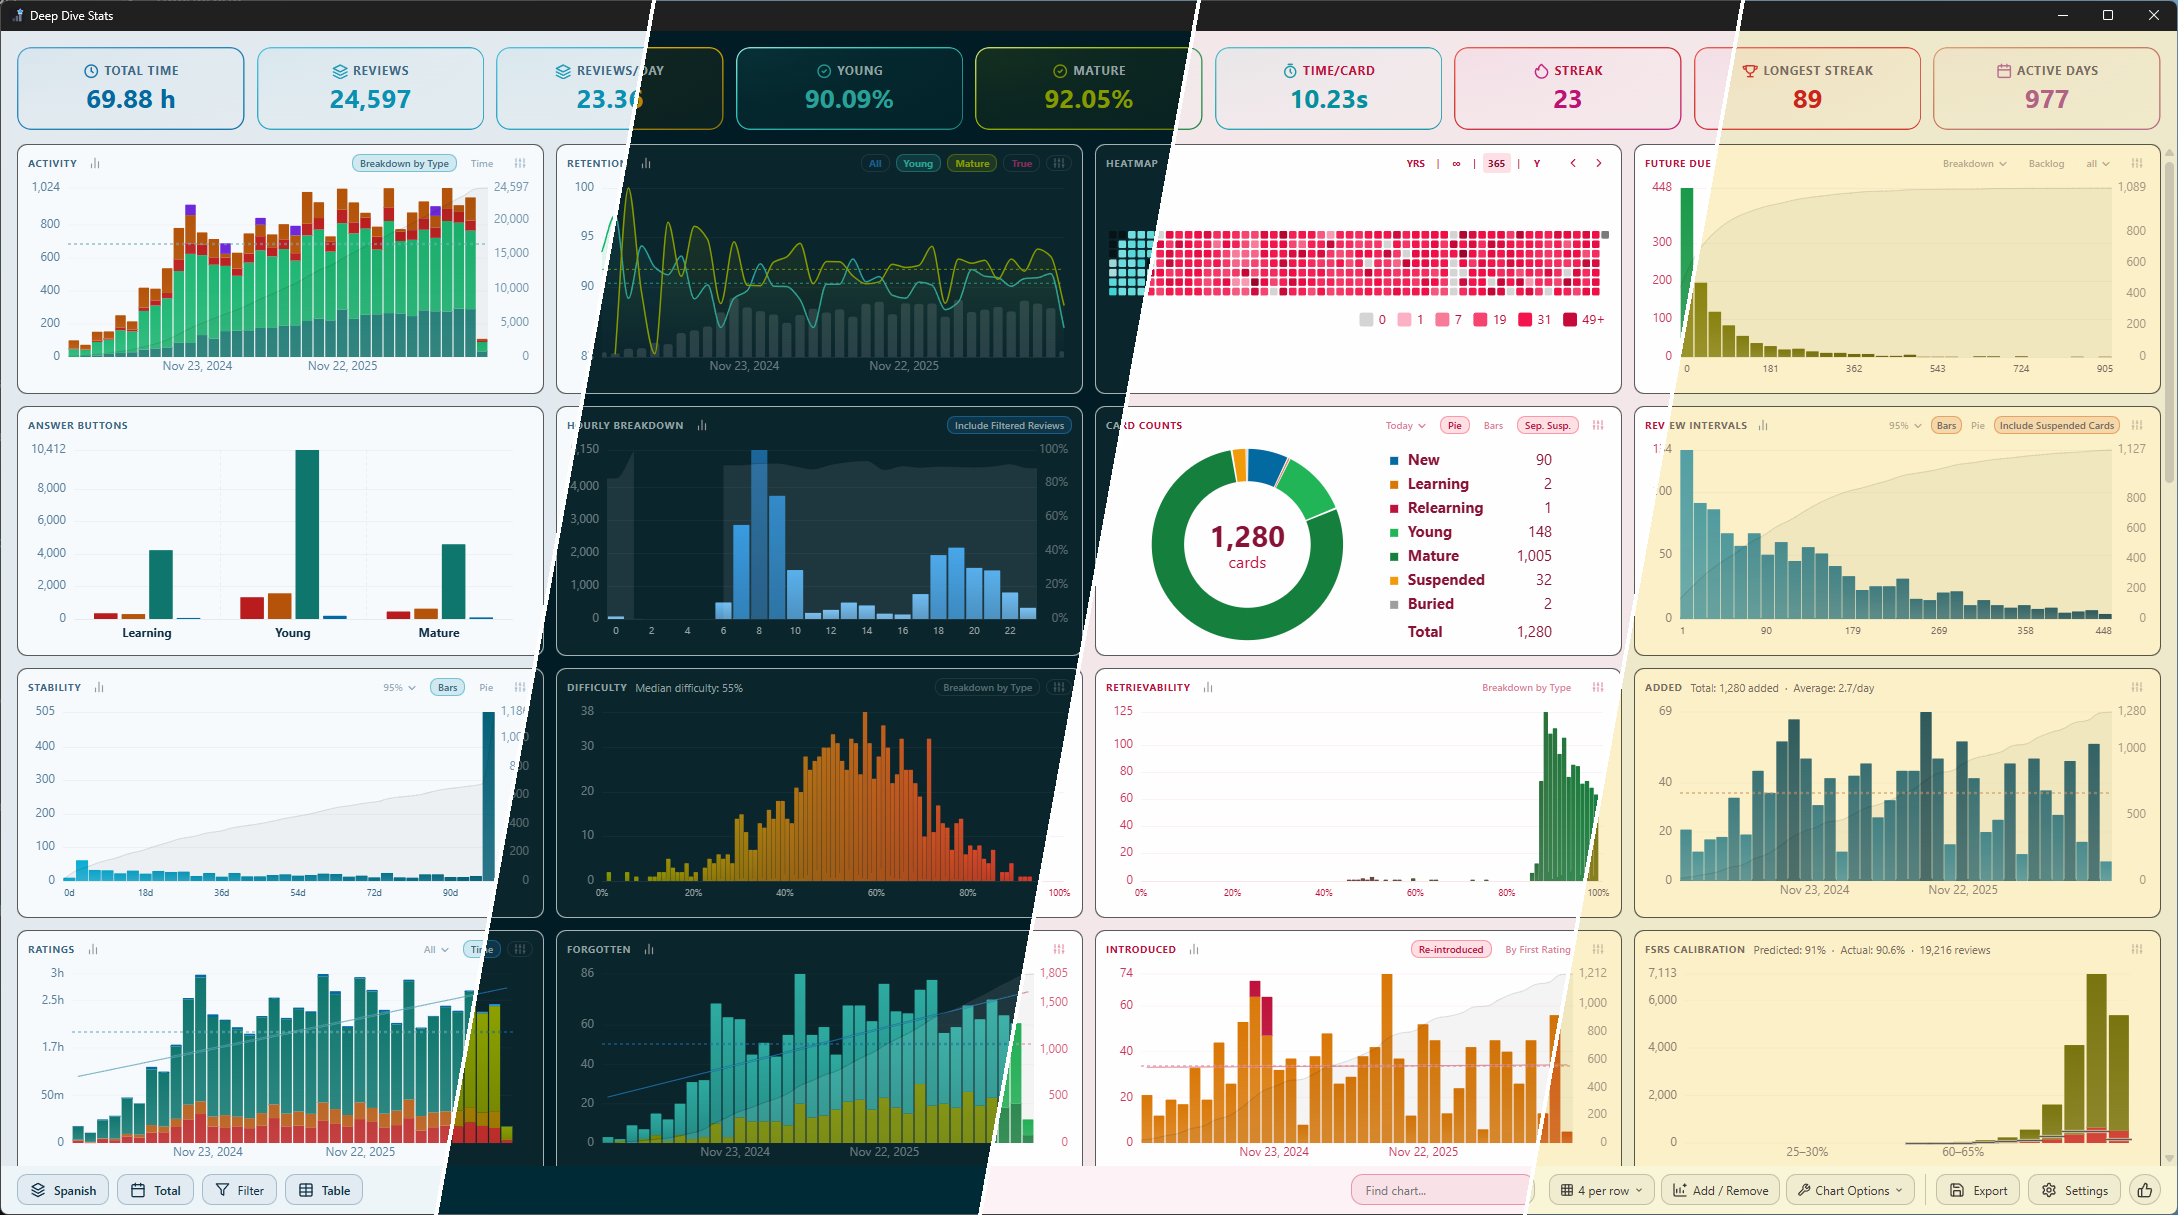 Deep Dive Stats
TOTAL TIME
69.88 h
REVIEWS
24,597
REVIEWS/DAY
23.36
YOUNG
90.09%
MATURE
92.05%
TIME/CARD
10.23s
STREAK
23
LONGEST STREAK
89
ACTIVE DAYS
977
ACTIVITY
Breakdown by Type Time
1,024
800
600
400
200
0
24,597
20,000
15,000
10,000
5,000
0
Nov 23, 2024 Nov 22, 2025
RETENTION
All Young Mature True
100
95
90
Nov 23, 2024 Nov 22, 2025
HEATMAP
YRS | ∞ | 365 | Y < >
0 1 7 19 31 49+
FUTURE DUE
Breakdown Backlog all
448
300
200
100
0
1,089
800
600
400
200
0
0 181 362 543 724 905
ANSWER BUTTONS
10,412
8,000
6,000
4,000
2,000
0
Learning Young Mature
HOURLY BREAKDOWN
Include Filtered Reviews
4,000
3,000
2,000
1,000
0
100%
80%
60%
40%
20%
0%
0 2 4 6 8 10 12 14 16 18 20 22
CARD COUNTS
Today Pie Bars Sep. Susp.
1,280
cards
New 90
Learning 2
Relearning 1
Young 148
Mature 1,005
Suspended 32
Buried 2
Total 1,280
REVIEW INTERVALS
95% Bars Pie Include Suspended Cards
50
0
1,127
800
600
400
200
0
1 90 179 269 358 448
STABILITY
95% Bars Pie
505
400
300
200
100
0
800
600
400
200
0
0d 18d 36d 54d 72d 90d
DIFFICULTY Median difficulty: 55%
Breakdown by Type
38
30
20
10
0
0% 20% 40% 60% 80% 100%
RETRIEVABILITY
Breakdown by Type
125
100
80
60
40
20
0
0% 20% 40% 60% 80% 100%
ADDED Total: 1,280 added · Average: 2.7/day
69
40
20
0
1,280
1,000
500
0
Nov 23, 2024 Nov 22, 2025
RATINGS
All Time
3h
2.5h
1.7h
50m
0
Nov 23, 2024 Nov 22, 2025
FORGOTTEN
86
60
40
20
0
1,805
1,500
1,000
500
0
Nov 23, 2024 Nov 22, 2025
INTRODUCED
Re-introduced By First Rating
74
60
40
20
0
1,212
1,000
800
600
400
200
0
Nov 23, 2024 Nov 22, 2025
FSRS CALIBRATION Predicted: 91% · Actual: 90.6% · 19,216 reviews
7,113
6,000
4,000
2,000
0
25–30% 60–65%
Spanish Total Filter Table
Find chart... 4 per row Add / Remove Chart Options Export Settings